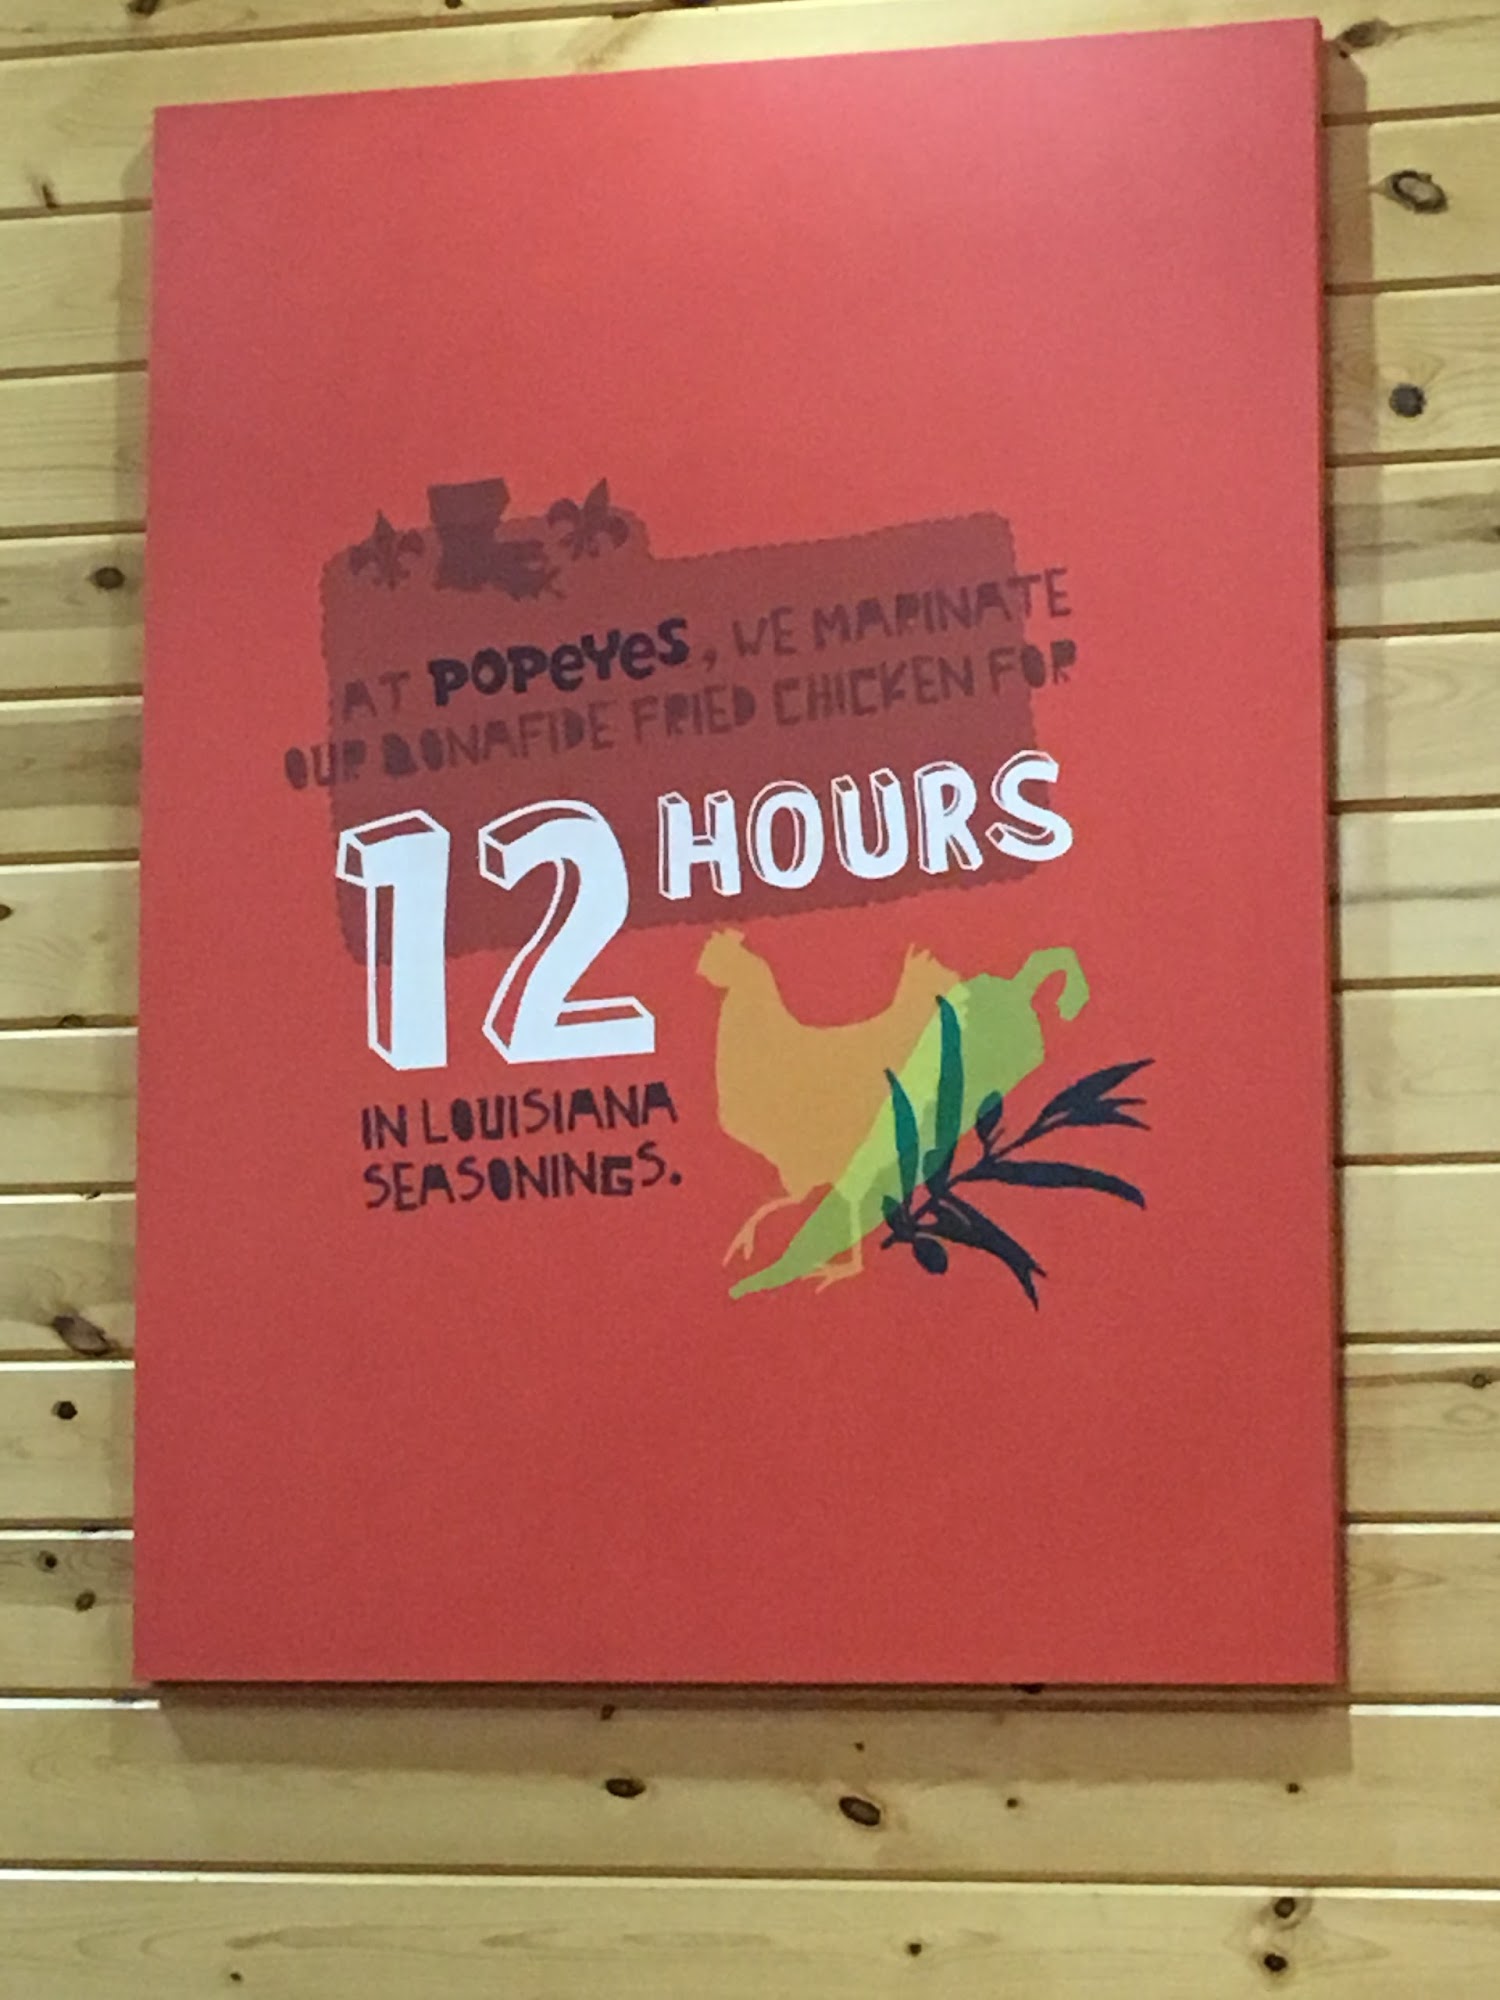 AT POPEYES, WE MARINATE
OUR BONAFIDE FRIED CHICKEN FOR
12 HOURS
IN LOUISIANA
SEASONINGS.